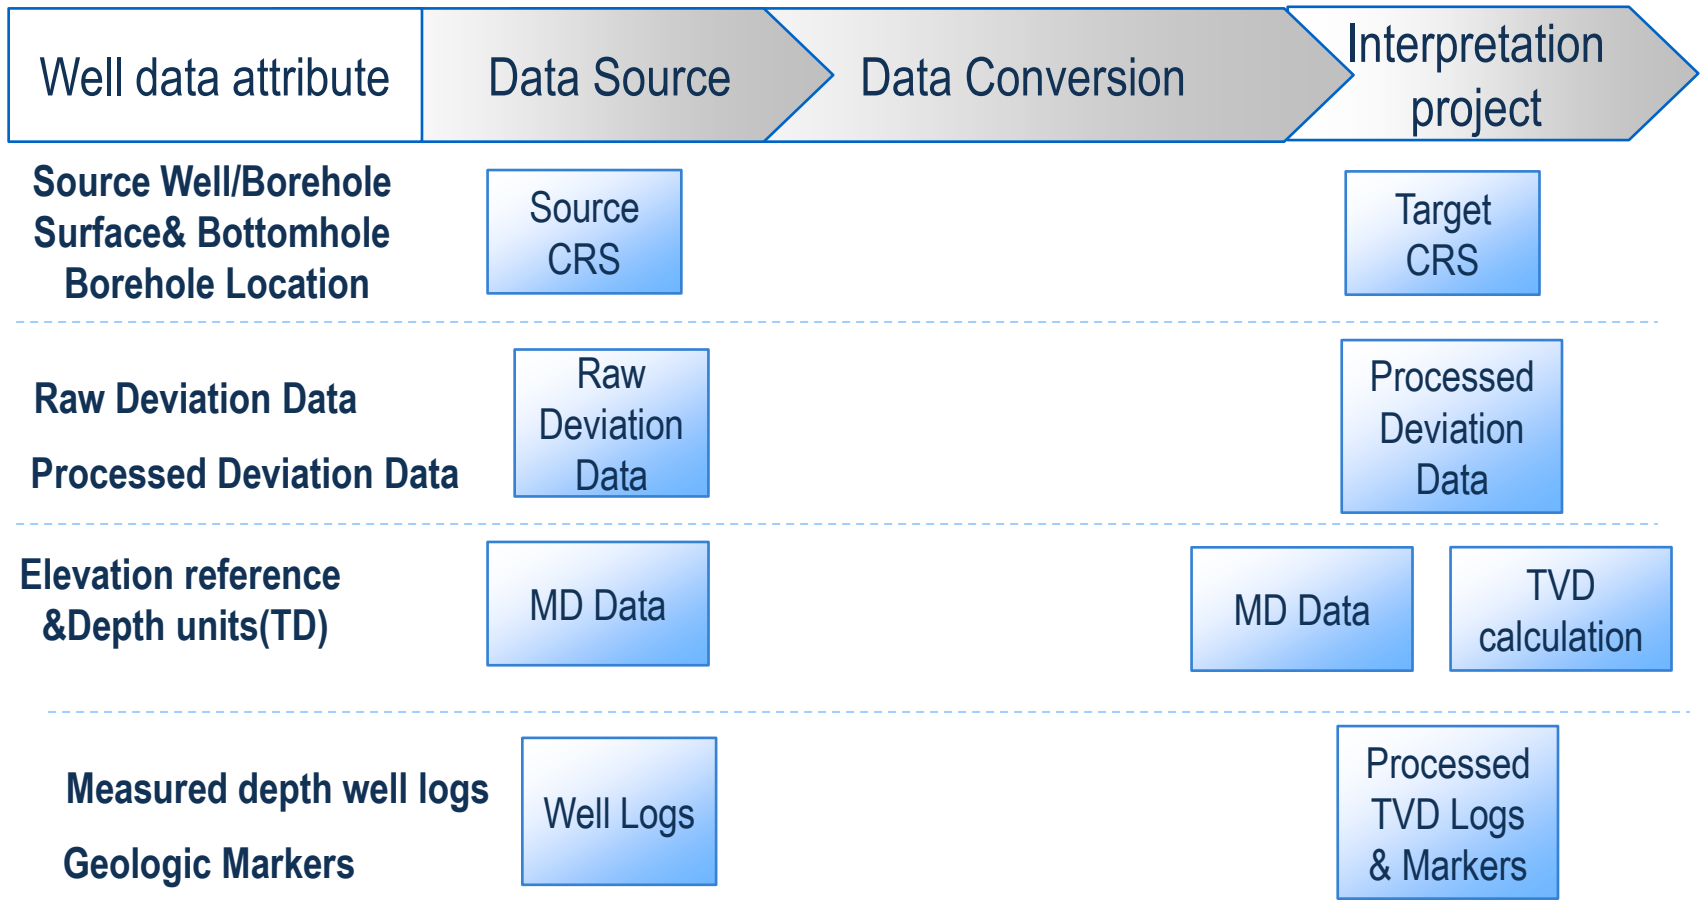 Well data attribute
Data Source
Data Conversion
Interpretation
project
Source Well/Borehole
Surface& Bottomhole
Borehole Location
Source
CRS
Target
CRS
Raw Deviation Data
Processed Deviation Data
Raw
Deviation
Data
Processed
Deviation
Data
Elevation reference
&Depth units(TD)
MD Data
MD Data
TVD
calculation
Measured depth well logs
Geologic Markers
Well Logs
Processed
TVD Logs
& Markers